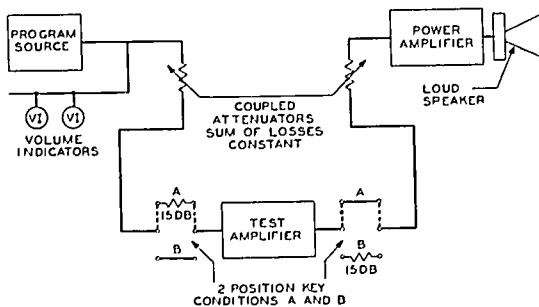 PROGRAM
SOURCE
VI
VI
VOLUME
INDICATORS
COUPLED
ATTENUATORS
SUM OF LOSSES
CONSTANT
POWER
AMPLIFIER
LOUD
SPEAKER
A
15DB
B
TEST
AMPLIFIER
A
B
15DB
2 POSITION KEY
CONDITIONS A AND B